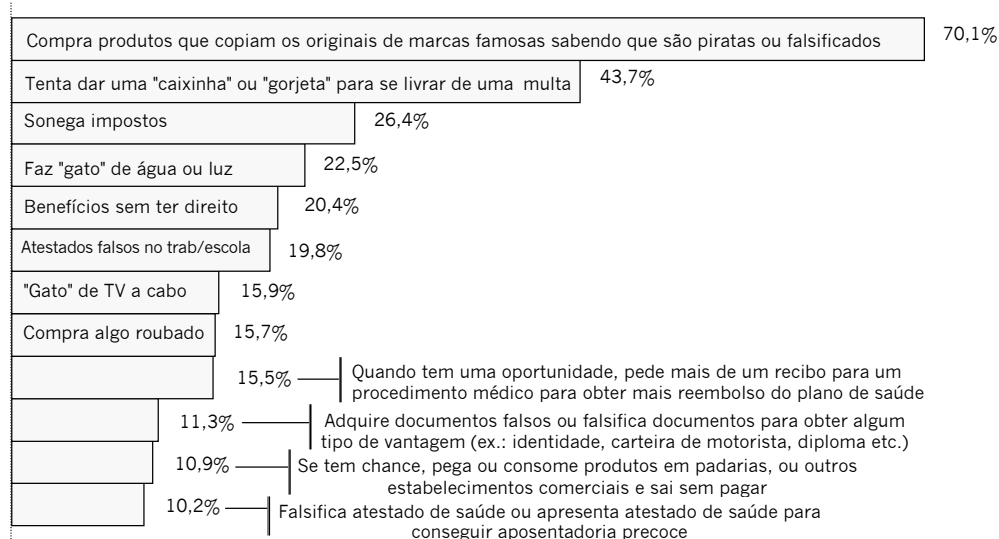 Compra produtos que copiam os originais de marcas famosas sabendo que são piratas ou falsificados 70,1%
Tenta dar uma "caixinha" ou "gorjeta" para se livrar de uma multa 43,7%
Sonega impostos 26,4%
Faz "gato" de água ou luz 22,5%
Benefícios sem ter direito 20,4%
Atestados falsos no trab/escola 19,8%
"Gato" de TV a cabo 15,9%
Compra algo roubado 15,7%
15,5% Quando tem uma oportunidade, pede mais de um recibo para um
procedimento médico para obter mais reembolso do plano de saúde
11,3% Adquire documentos falsos ou falsifica documentos para obter algum
tipo de vantagem (ex.: identidade, carteira de motorista, diploma etc.)
10,9% Se tem chance, pega ou consome produtos em padarias, ou outros
estabelecimentos comerciais e sai sem pagar
10,2% Falsifica atestado de saúde ou apresenta atestado de saúde para
conseguir aposentadoria precoce